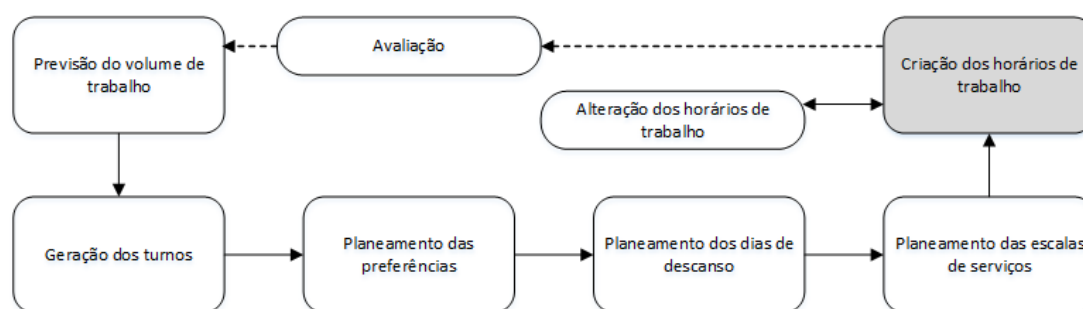 Previsão do volume de
trabalho
Avaliação
Criação dos horários de
trabalho
Alteração dos horários de
trabalho
Geração dos turnos
Planeamento das
preferências
Planeamento dos dias de
descanso
Planeamento das escalas
de serviços